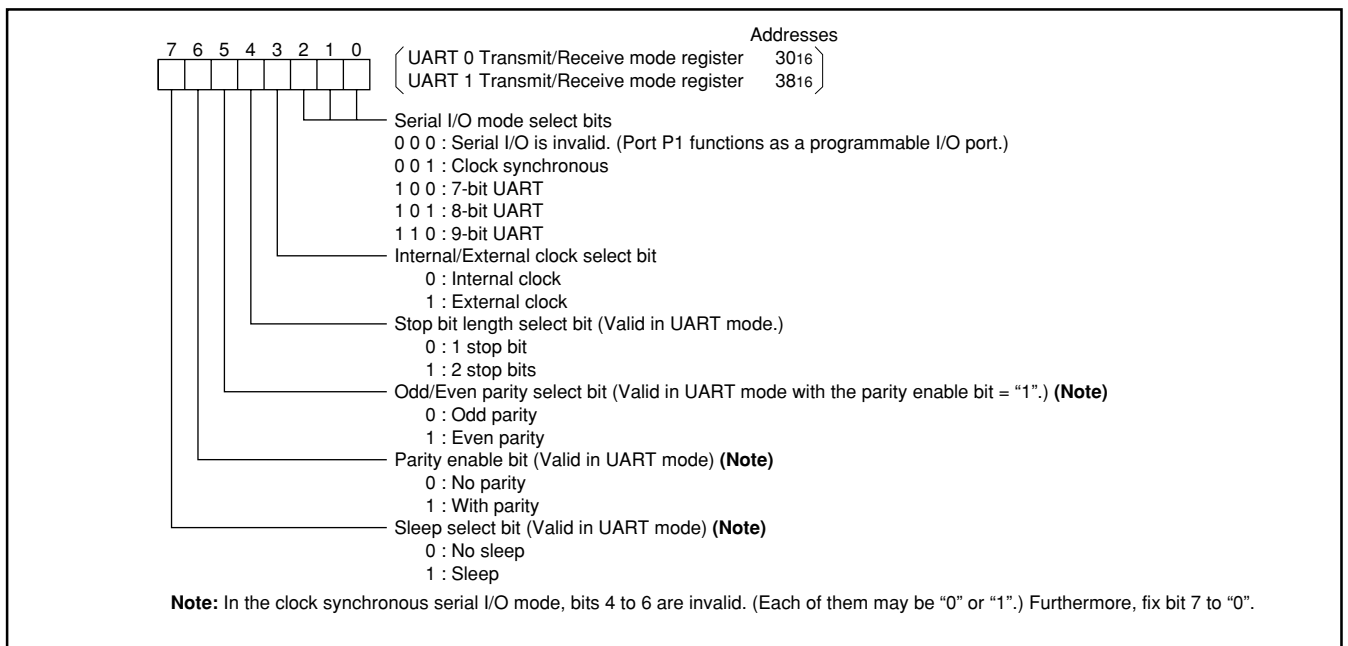 Addresses
7 6 5 4 3 2 1 0
UART 0 Transmit/Receive mode register 3016
UART 1 Transmit/Receive mode register 3816
Serial I/O mode select bits
0 0 0 : Serial I/O is invalid. (Port P1 functions as a programmable I/O port.)
0 0 1 : Clock synchronous
1 0 0 : 7-bit UART
1 0 1 : 8-bit UART
1 1 0 : 9-bit UART
Internal/External clock select bit
0 : Internal clock
1 : External clock
Stop bit length select bit (Valid in UART mode.)
0 : 1 stop bit
1 : 2 stop bits
Odd/Even parity select bit (Valid in UART mode with the parity enable bit = “1”.) (Note)
0 : Odd parity
1 : Even parity
Parity enable bit (Valid in UART mode) (Note)
0 : No parity
1 : With parity
Sleep select bit (Valid in UART mode) (Note)
0 : No sleep
1 : Sleep
Note: In the clock synchronous serial I/O mode, bits 4 to 6 are invalid. (Each of them may be “0” or “1”.) Furthermore, fix bit 7 to “0”.